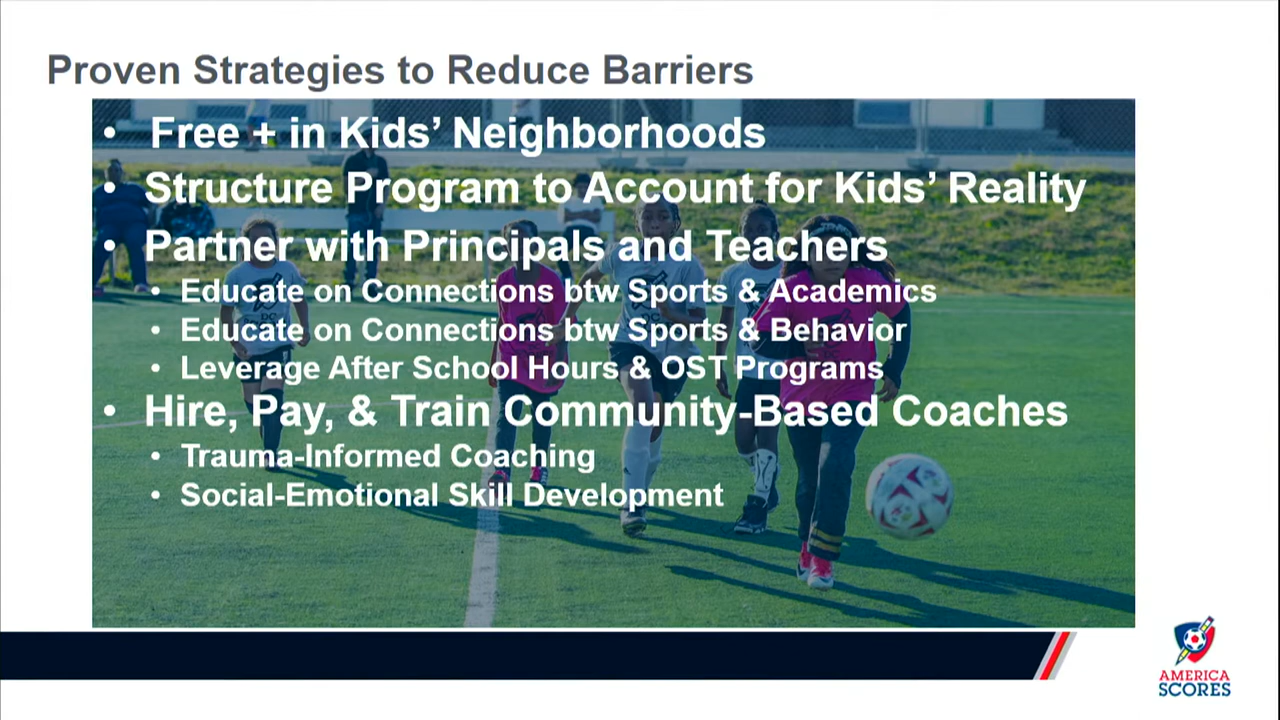 Proven Strategies to Reduce Barriers
• Free + in Kids’ Neighborhoods
• Structure Program to Account for Kids’ Reality
• Partner with Principals and Teachers
• Educate on Connections btw Sports & Academics
• Educate on Connections btw Sports & Behavior
• Leverage After School Hours & OST Programs
• Hire, Pay, & Train Community-Based Coaches
• Trauma-Informed Coaching
• Social-Emotional Skill Development
AMERICA
SCORES